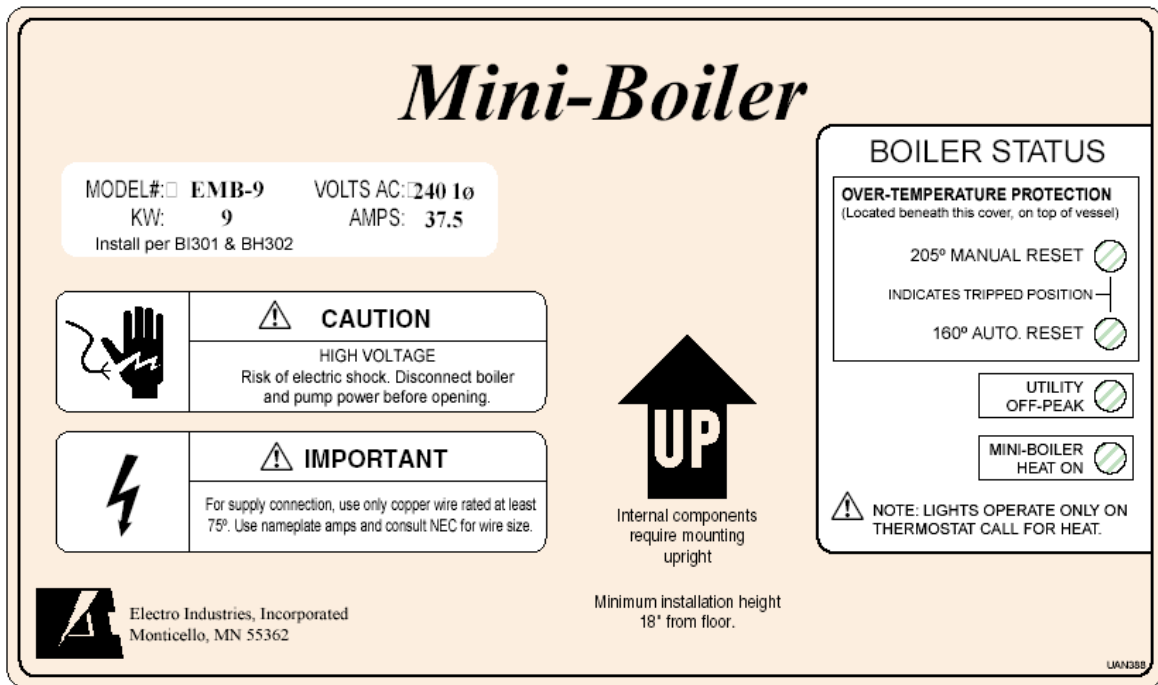 Mini-Boiler
MODEL#: EMB-9 VOLTS AC: 240 1ø
KW: 9 AMPS: 37.5
Install per BI301 & BH302
CAUTION
HIGH VOLTAGE
Risk of electric shock. Disconnect boiler
and pump power before opening.
IMPORTANT
For supply connection, use only copper wire rated at least
75º. Use nameplate amps and consult NEC for wire size.
Electro Industries, Incorporated
Monticello, MN 55362
UP
Internal components
require mounting
upright
Minimum installation height
18" from floor.
BOILER STATUS
OVER-TEMPERATURE PROTECTION
(Located beneath this cover, on top of vessel)
205º MANUAL RESET
INDICATES TRIPPED POSITION
160º AUTO. RESET
UTILITY
OFF-PEAK
MINI-BOILER
HEAT ON
NOTE: LIGHTS OPERATE ONLY ON
THERMOSTAT CALL FOR HEAT.
UAN388